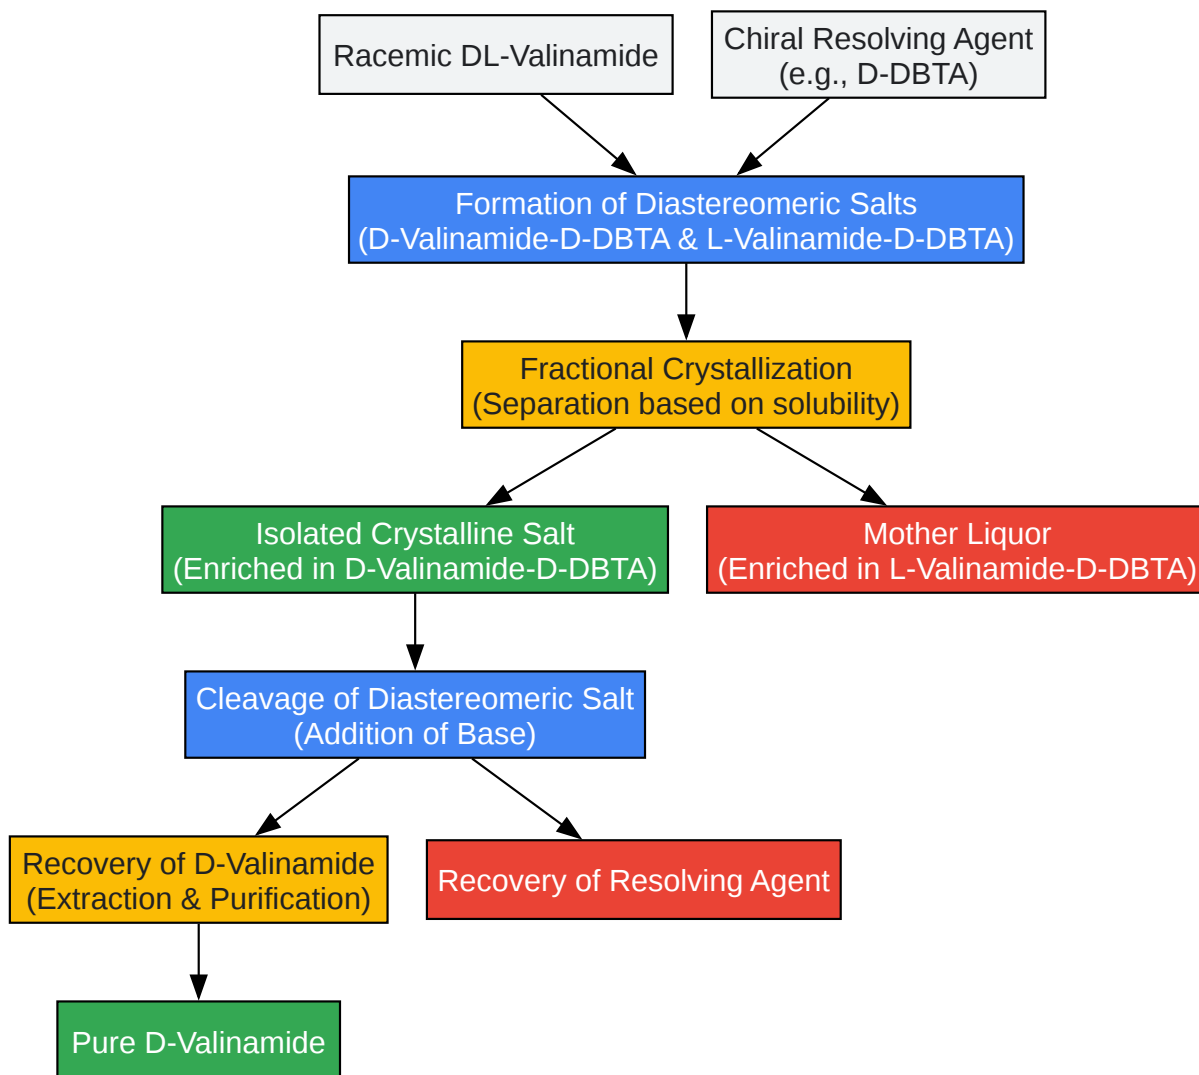 Racemic DL-Valinamide
Chiral Resolving Agent
(e.g., D-DBTA)
Formation of Diastereomeric Salts
(D-Valinamide-D-DBTA & L-Valinamide-D-DBTA)
Fractional Crystallization
(Separation based on solubility)
Isolated Crystalline Salt
(Enriched in D-Valinamide-D-DBTA)
Mother Liquor
(Enriched in L-Valinamide-D-DBTA)
Cleavage of Diastereomeric Salt
(Addition of Base)
Recovery of D-Valinamide
(Extraction & Purification)
Recovery of Resolving Agent
Pure D-Valinamide